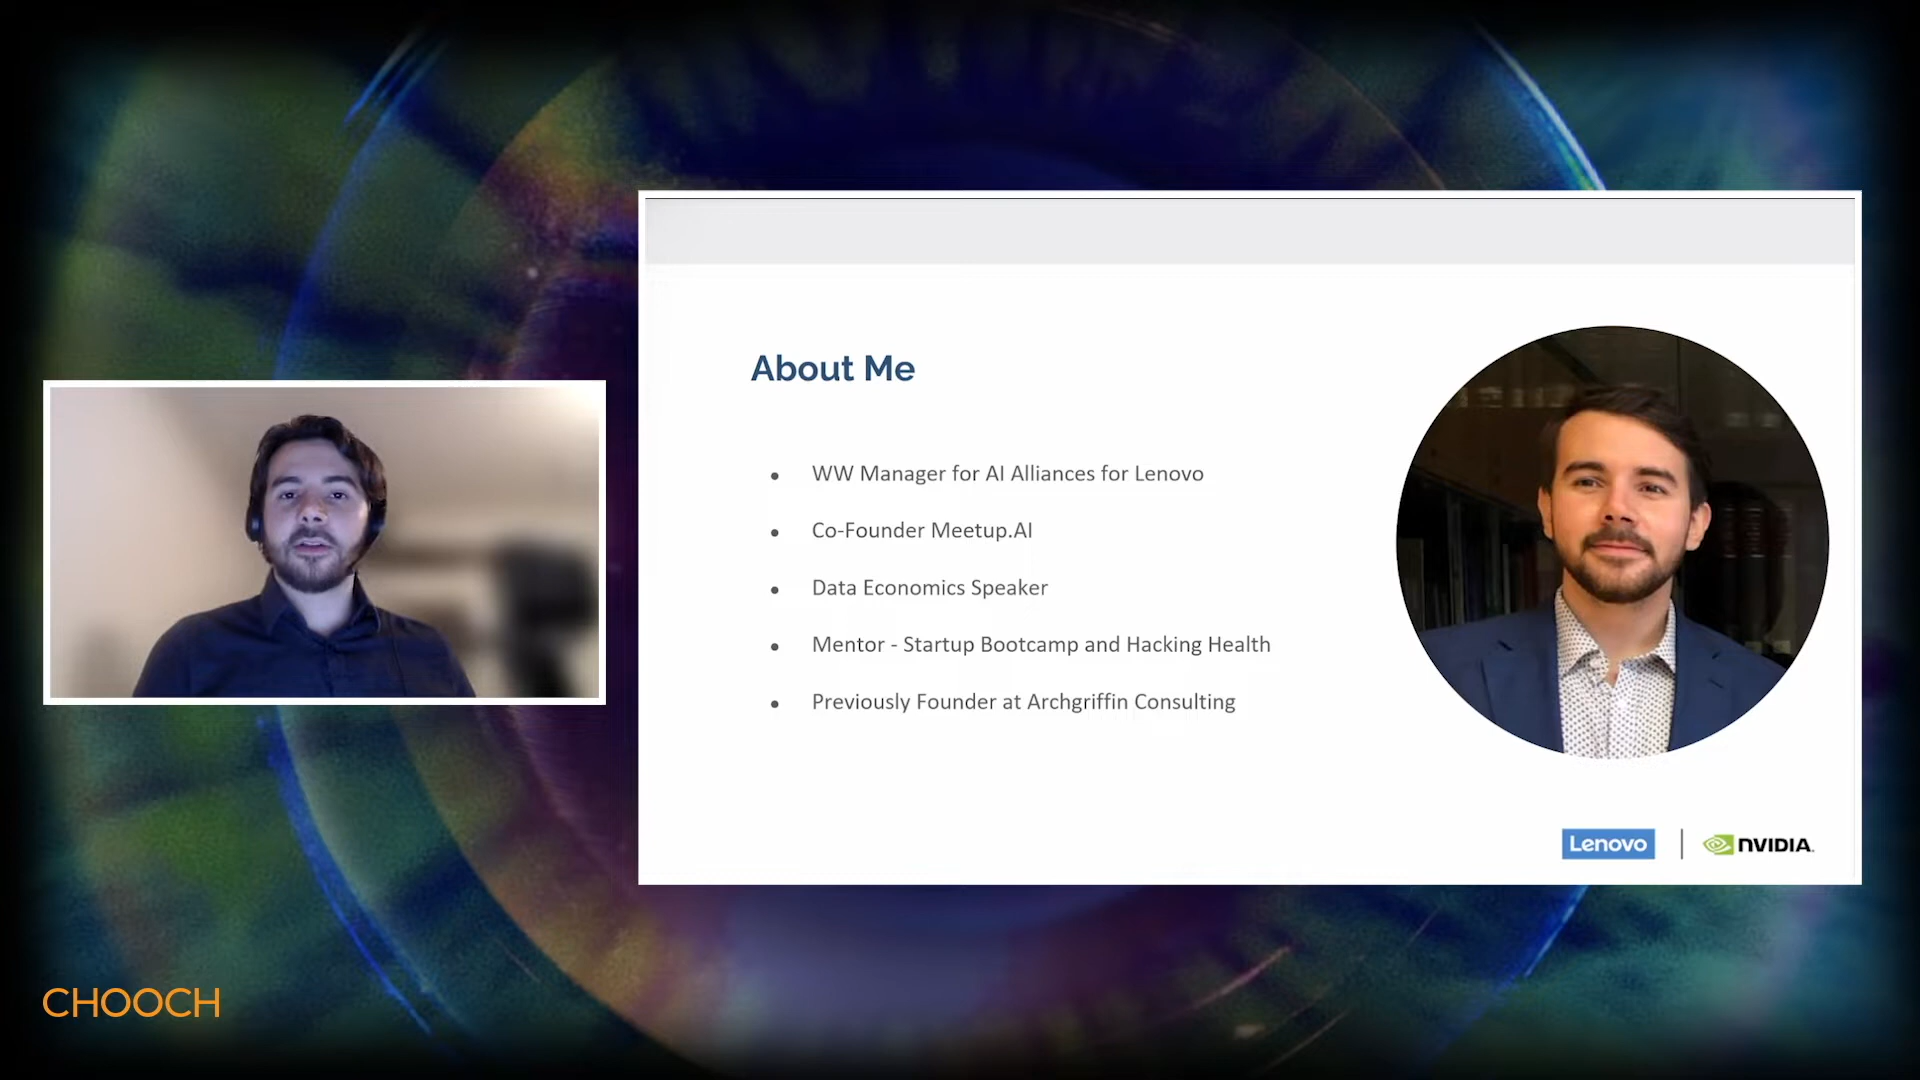 About Me
WW Manager for AI Alliances for Lenovo
Co-Founder Meetup.AI
Data Economics Speaker
Mentor - Startup Bootcamp and Hacking Health
Previously Founder at Archgriffin Consulting
Lenovo
NVIDIA.
CHOOCH